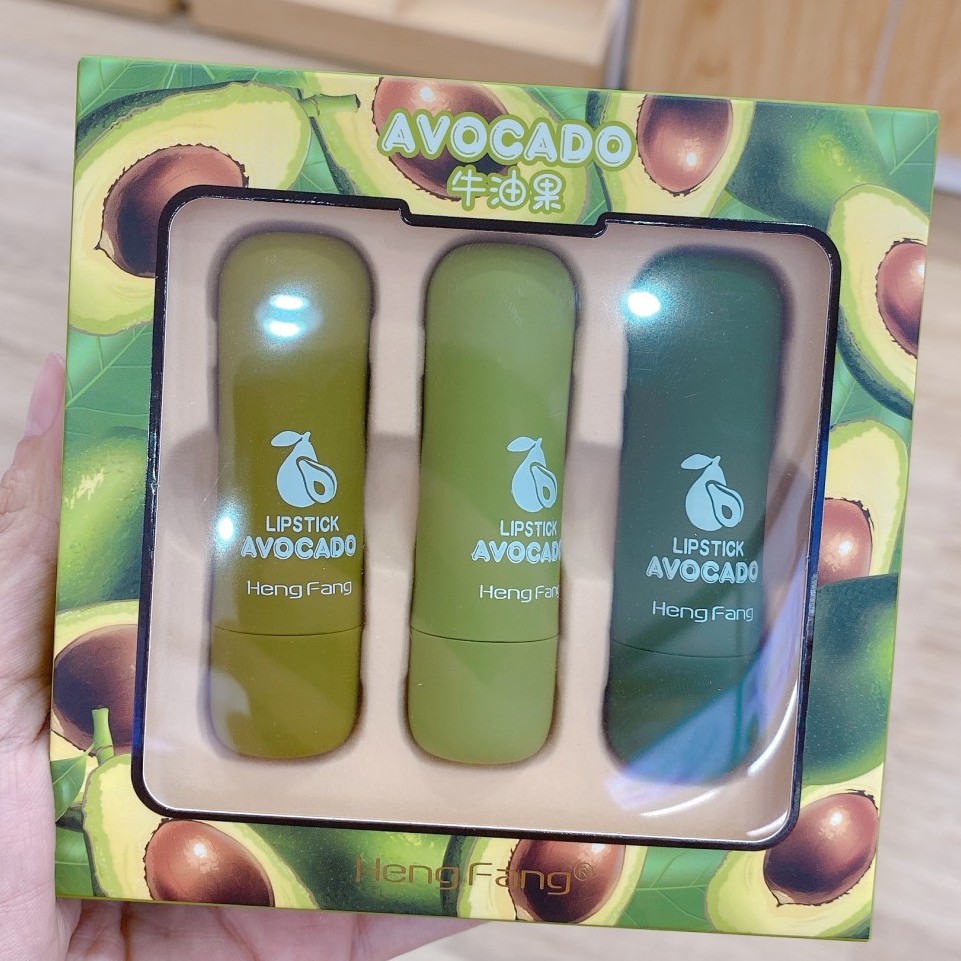 AVOCADO
牛油果
LIPSTICK
AVOCADO
Heng Fang
LIPSTICK
AVOCADO
Heng Fang
LIPSTICK
AVOCADO
Heng Fang
Heng Fang®